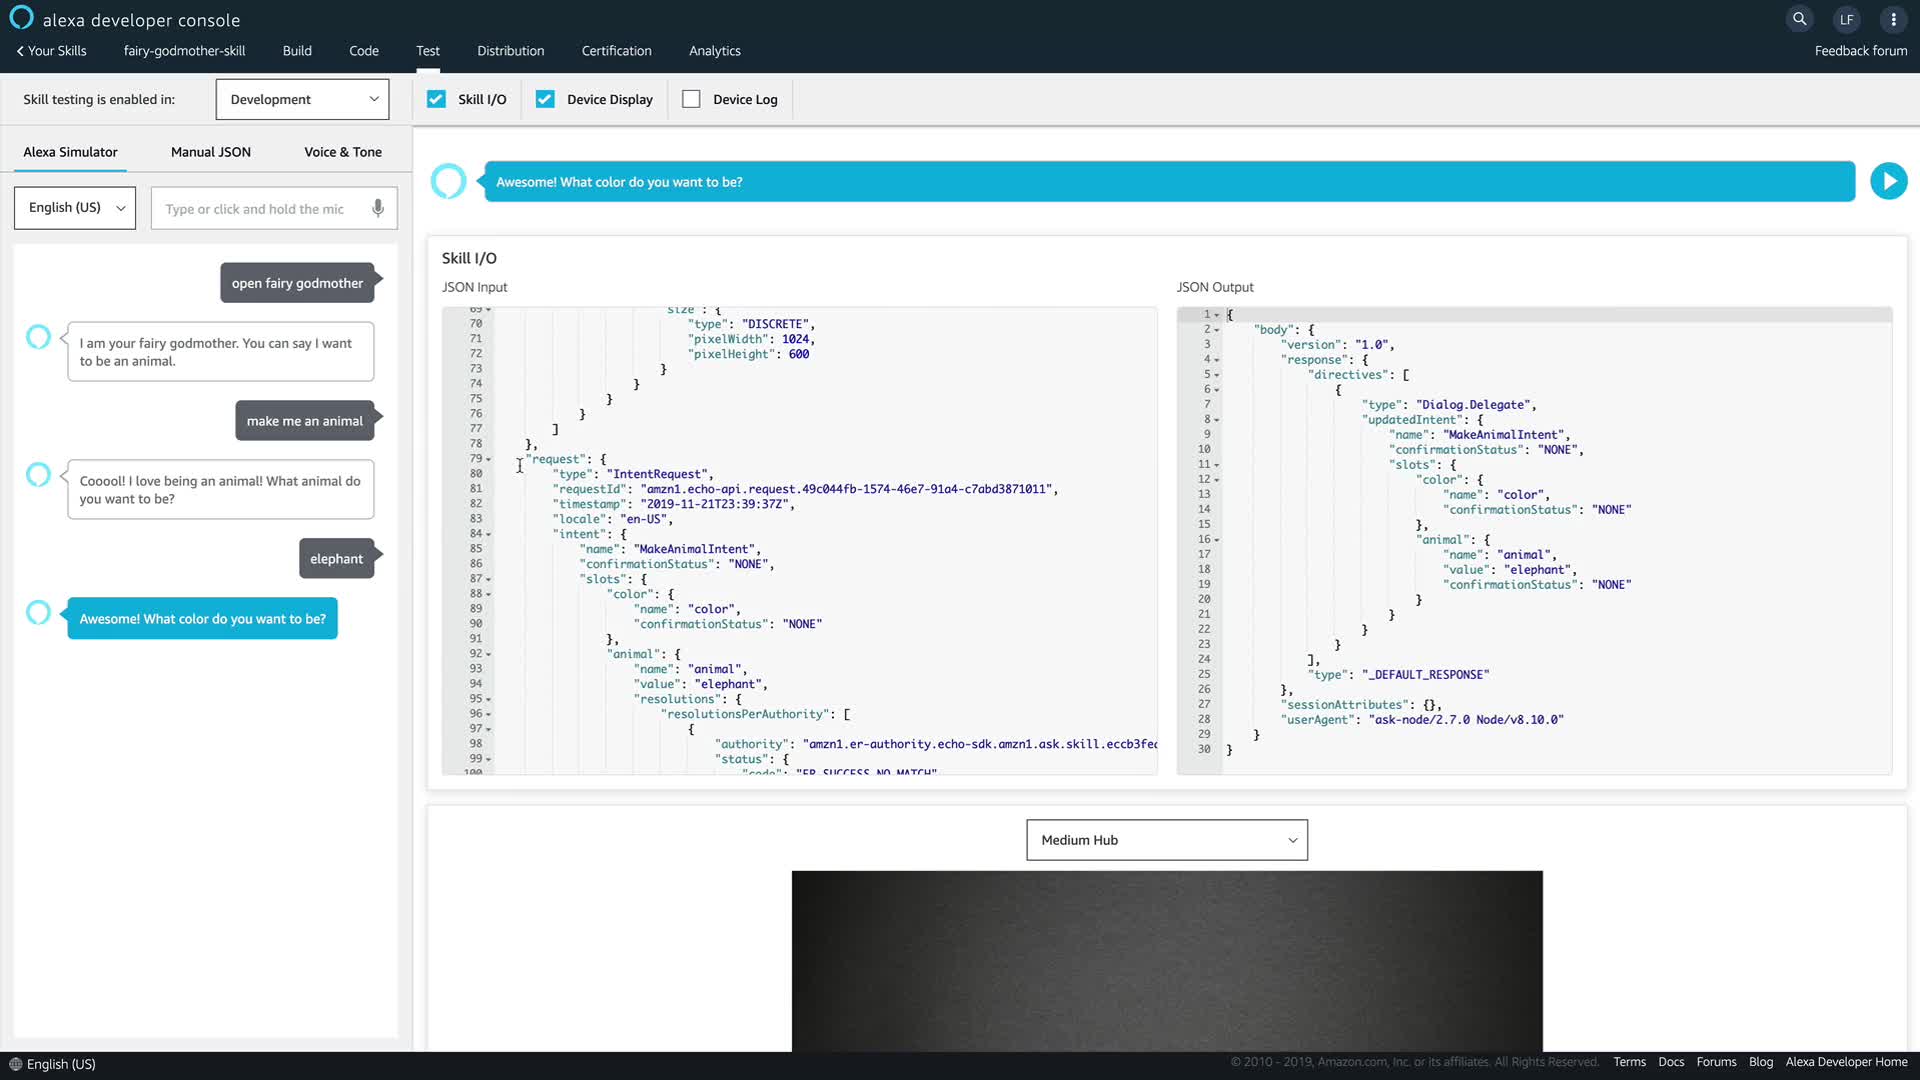 alexa developer console
LF
Your Skills fairy-godmother-skill Build Code Test Distribution Certification Analytics Feedback forum
Skill testing is enabled in: Development Skill I/O Device Display Device Log
Alexa Simulator Manual JSON Voice & Tone
English (US) Type or click and hold the mic
open fairy godmother
I am your fairy godmother. You can say I want
to be an animal.
make me an animal
Cooool! I love being an animal! What animal do
you want to be?
elephant
Awesome! What color do you want to be?
Awesome! What color do you want to be?
Skill I/O
JSON Input
69 size": {
70 "type": "DISCRETE",
71 "pixelWidth": 1024,
72 "pixelHeight": 600
73 }
74 }
75 }
76 }
77 ]
78 },
79 "request": {
80 "type": "IntentRequest",
81 "requestId": "amzn1.echo-api.request.49c044fb-1574-46e7-91a4-c7abd3871011",
82 "timestamp": "2019-11-21T23:39:37Z",
83 "locale": "en-US",
84 "intent": {
85 "name": "MakeAnimalIntent",
86 "confirmationStatus": "NONE",
87 "slots": {
88 "color": {
89 "name": "color",
90 "confirmationStatus": "NONE"
91 },
92 "animal": {
93 "name": "animal",
94 "value": "elephant",
95 "resolutions": {
96 "resolutionsPerAuthority": [
97 {
98 "authority": "amzn1.er-authority.echo-sdk.amzn1.ask.skill.eccb3fec
99 "status": {
100 "code": "ER_SUCCESS_NO_MATCH"
JSON Output
1 {
2 "body": {
3 "version": "1.0",
4 "response": {
5 "directives": [
6 {
7 "type": "Dialog.Delegate",
8 "updatedIntent": {
9 "name": "MakeAnimalIntent",
10 "confirmationStatus": "NONE",
11 "slots": {
12 "color": {
13 "name": "color",
14 "confirmationStatus": "NONE"
15 },
16 "animal": {
17 "name": "animal",
18 "value": "elephant",
19 "confirmationStatus": "NONE"
20 }
21 }
22 }
23 }
24 ],
25 "type": "_DEFAULT_RESPONSE"
26 },
27 "sessionAttributes": {},
28 "userAgent": "ask-node/2.7.0 Node/v8.10.0"
29 }
30 }
Medium Hub
English (US) © 2010 - 2019, Amazon.com, Inc. or its affiliates. All Rights Reserved. Terms Docs Forums Blog Alexa Developer Home